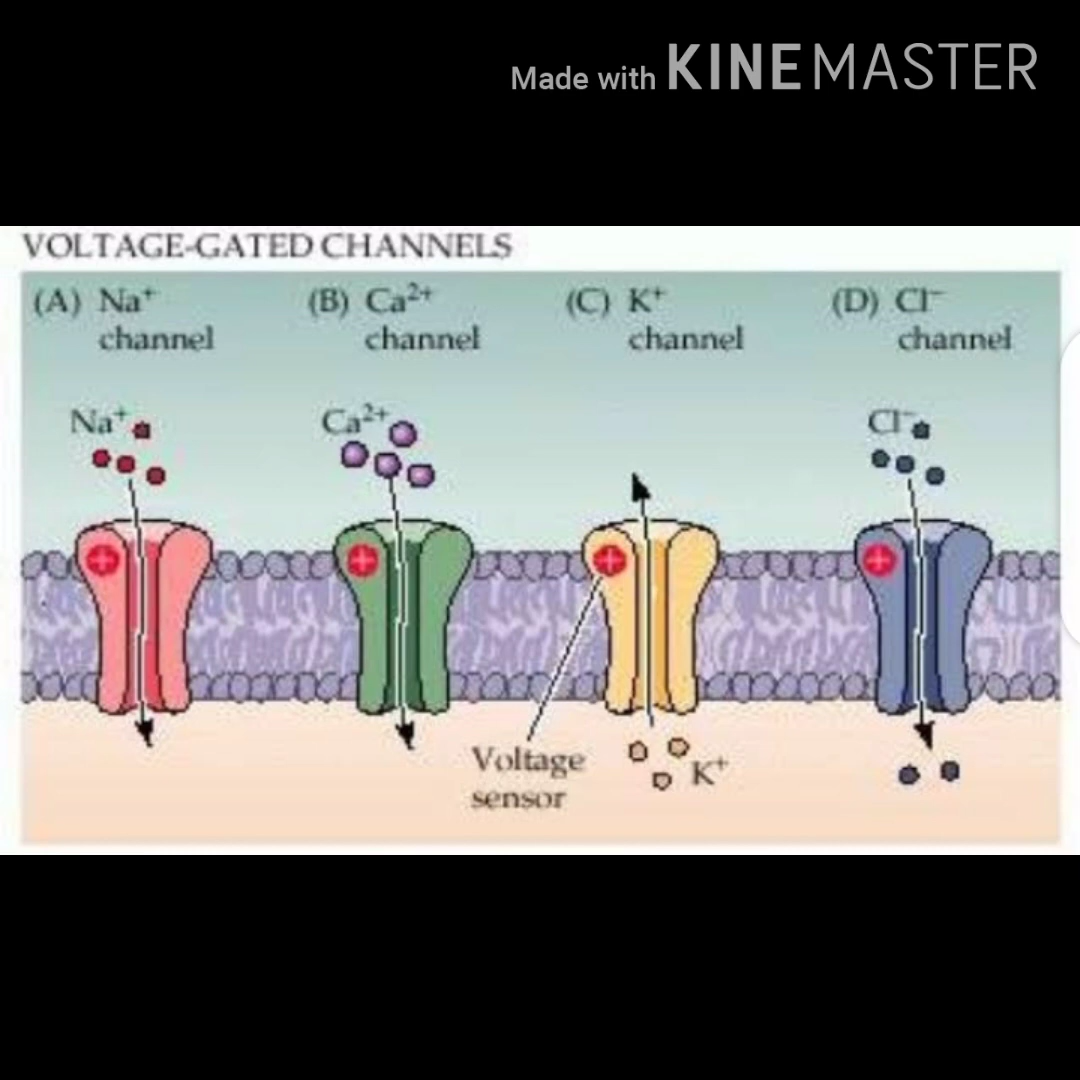 Made with KINEMASTER
VOLTAGE-GATED CHANNELS
(A) Na⁺ channel
(B) Ca²⁺ channel
(C) K⁺ channel
(D) Cl⁻ channel
Na⁺
Ca²⁺
Cl⁻
Voltage
sensor
K⁺